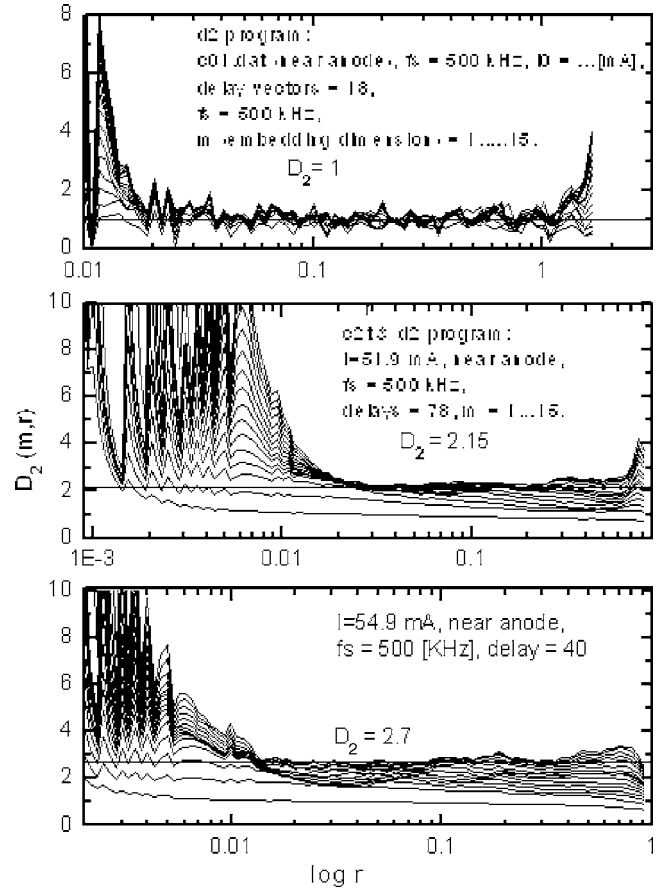 8
6
4
2
0
d2 program:
c01.dat (near anode), fs = 500 kHz, I0 = ...[mA],
delay vectors = 18,
fs = 500 kHz,
m (embedding dimension) = 1.....15.
D2 = 1
0.01
0.1
1
10
8
6
4
2
0
d2 program:
I=51.9 mA, near anode,
fs = 500 kHz,
delays = 78, m = 1...15.
D2 = 2.15
1E-3
0.01
0.1
D2 (m,r)
10
8
6
4
2
0
I=54.9 mA, near anode,
fs = 500 [KHz], delay = 40
D2 = 2.7
0.01
0.1
1
log r